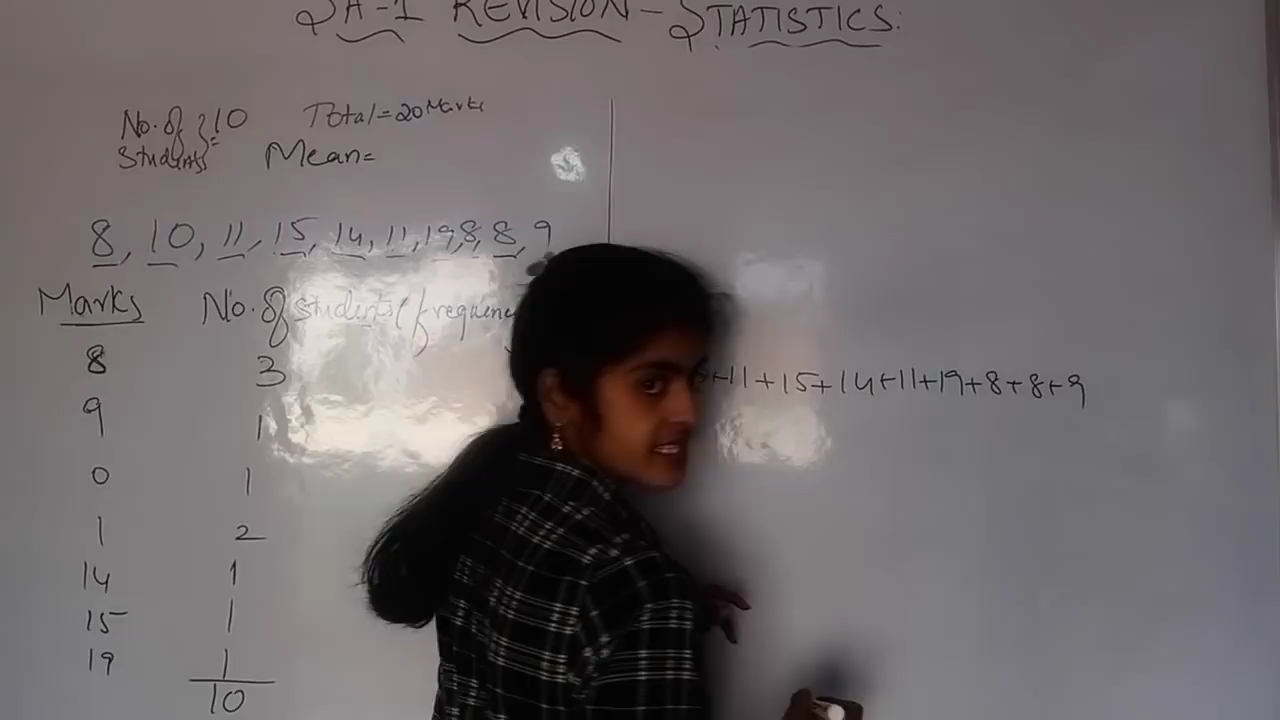 SA-1 REVISION - STATISTICS:
No. of Students } = 10
Total = 20 Marks
Mean =
8, 10, 11, 15, 14, 11, 19, 8, 8, 9
Marks No. of students (frequenc
8 3
9 1
0 1
1 2
14 1
15 1
19 1
10
+11+15+14+11+19+8+8+9